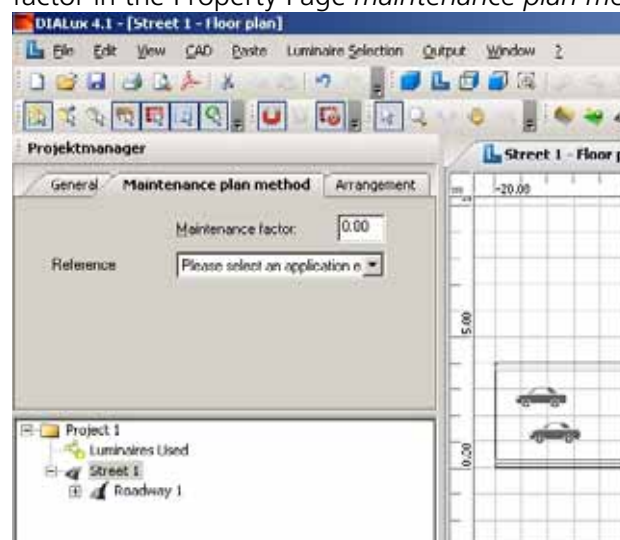 factor in the Property Page maintenance plan me
DIALux 4.1 - [Street 1 - Floor plan]
File Edit View CAD Paste Luminaire Selection Output Window ?
Projektmanager
Street 1 - Floor p
General Maintenance plan method Arrangement
m -20.00
Maintenance factor: 0.00
Reference Please select an application e
5.00
Project 1
Luminaires Used
Street 1
0.00
Roadway 1